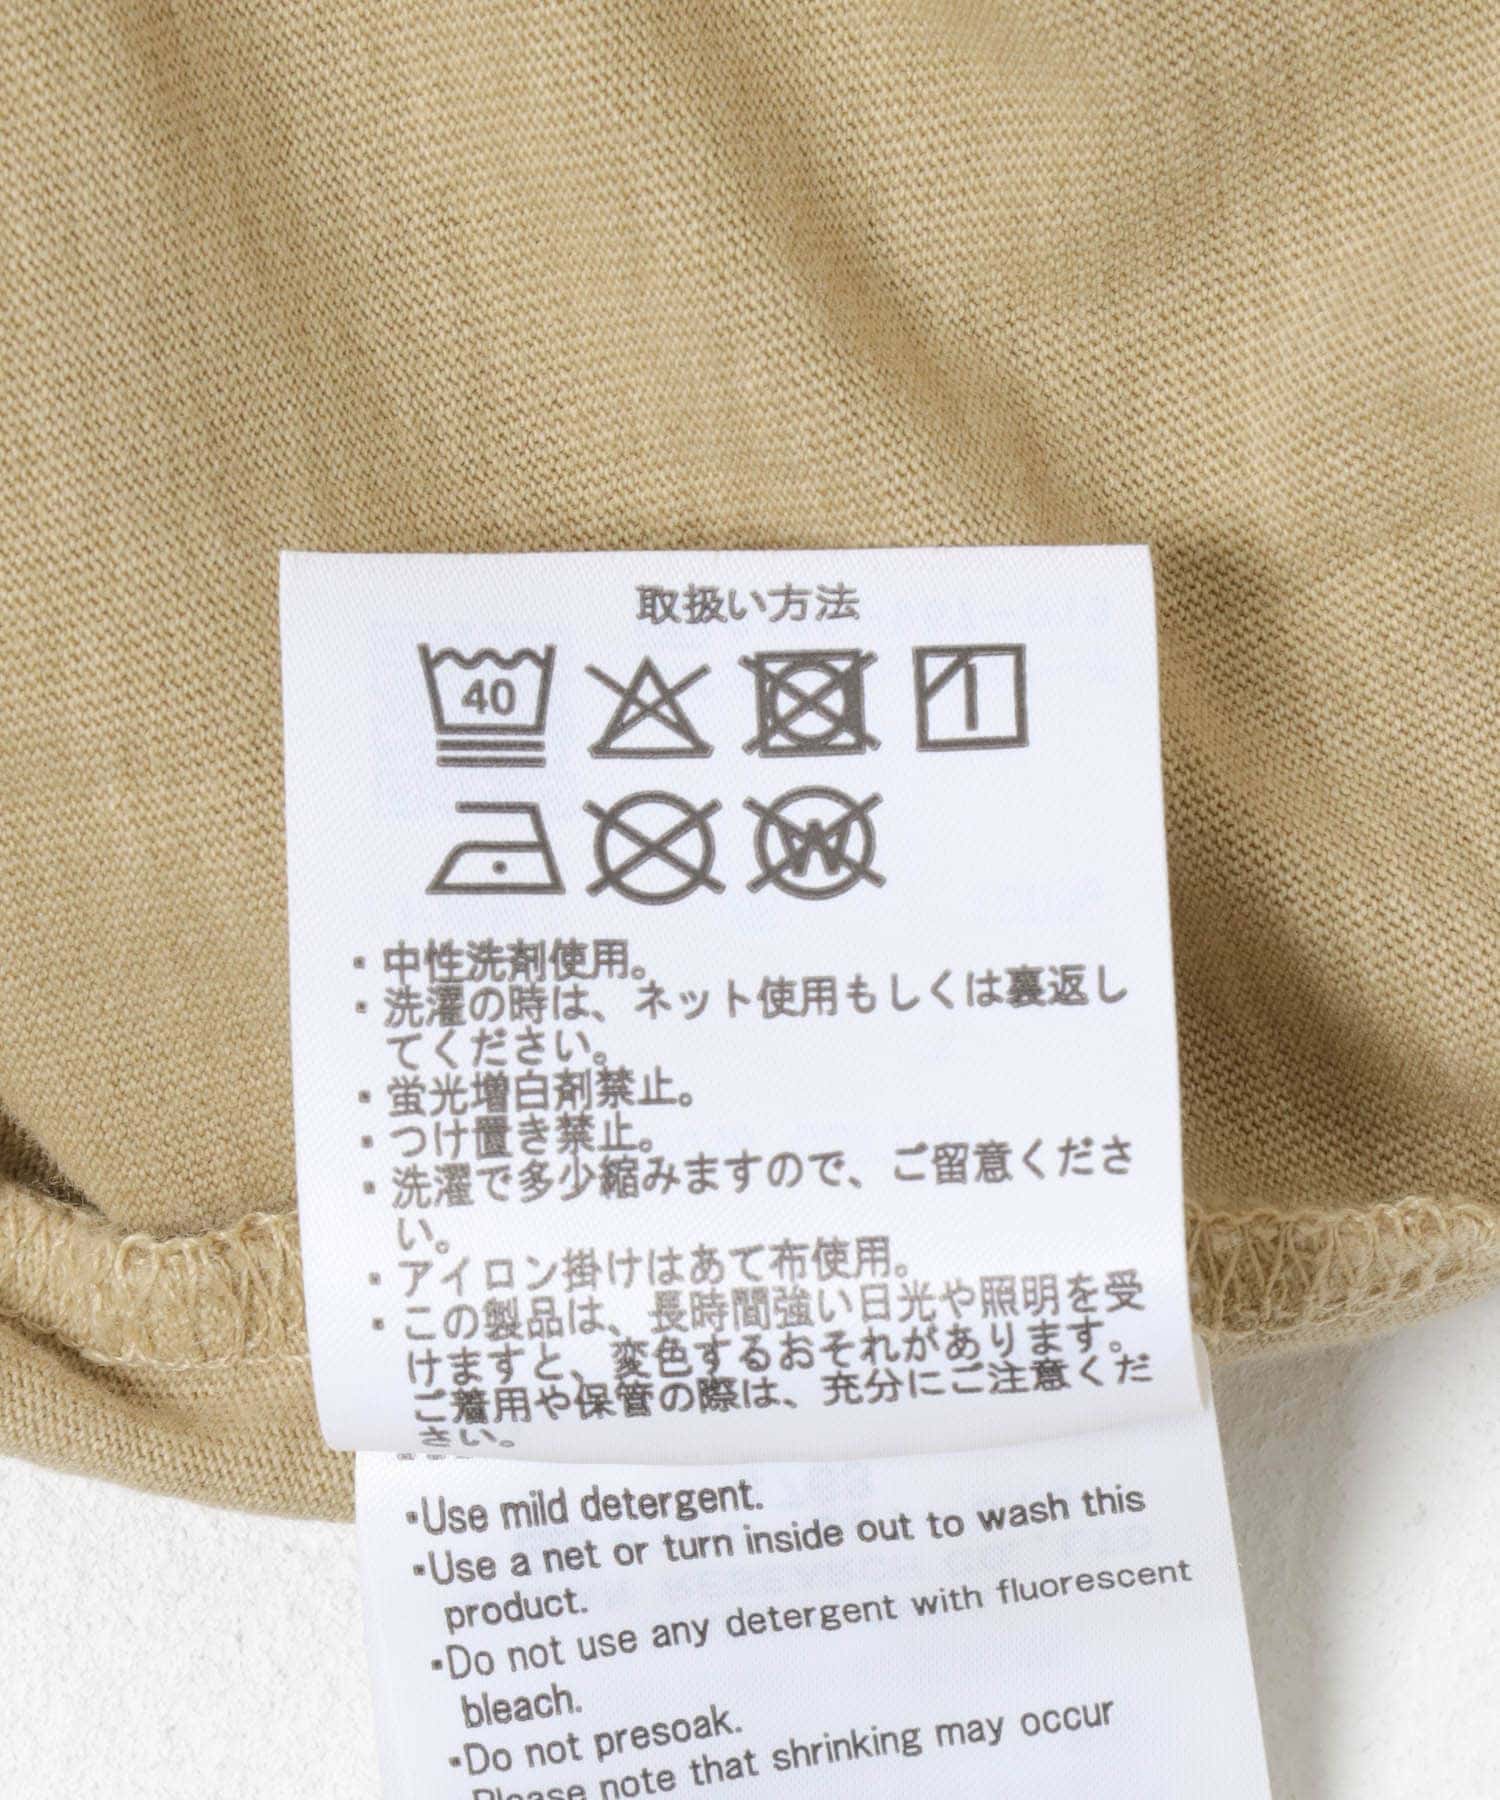 取扱い方法
40
W
・中性洗剤使用。
・洗濯の時は、ネット使用もしくは裏返し
てください。
・蛍光増白剤禁止。
・つけ置き禁止。
・洗濯で多少縮みますので、ご留意くださ
い。
・アイロン掛けはあて布使用。
・この製品は、長時間強い日光や照明を受
けますと、変色するおそれがあります。
ご着用や保管の際は、充分にご注意くだ
さい。
・Use mild detergent.
・Use a net or turn inside out to wash this
product.
・Do not use any detergent with fluorescent
bleach.
・Do not presoak.
Please note that shrinking may occur